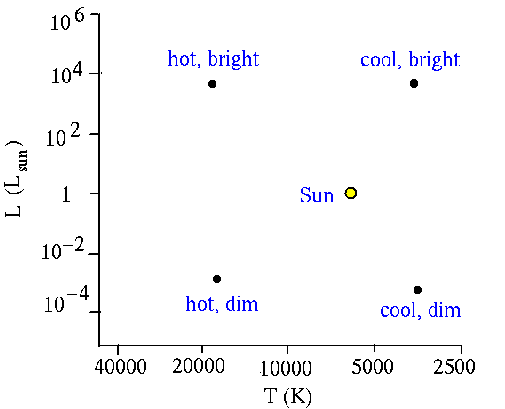 10^6
hot, bright
cool, bright
10^4
10^2
L (L_sun)
1
Sun
10^-2
10^-4
hot, dim
cool, dim
40000 20000 10000 5000 2500
T (K)